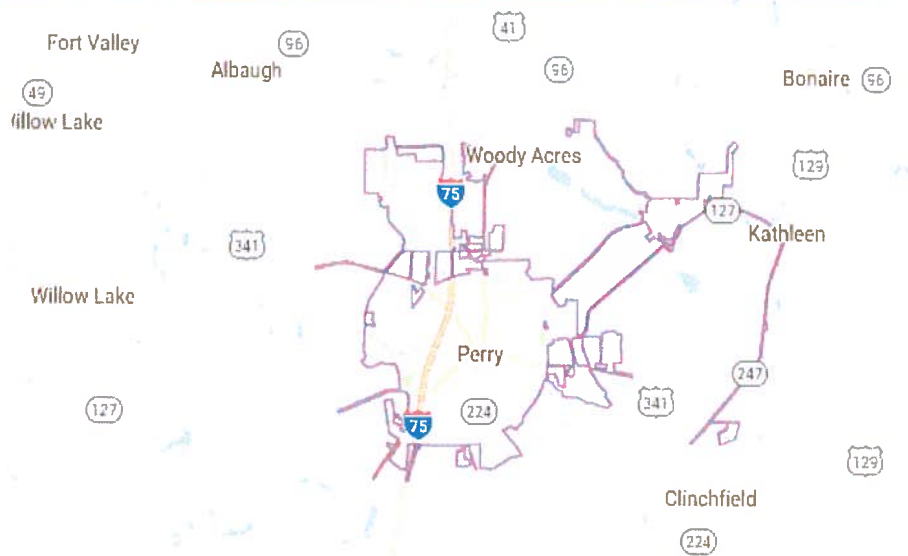 41
Fort Valley
96
Albaugh
96
Bonaire
96
49
illow Lake
Woody Acres
129
75
127
341
Kathleen
Willow Lake
Perry
247
127
224
341
75
129
Clinchfield
224